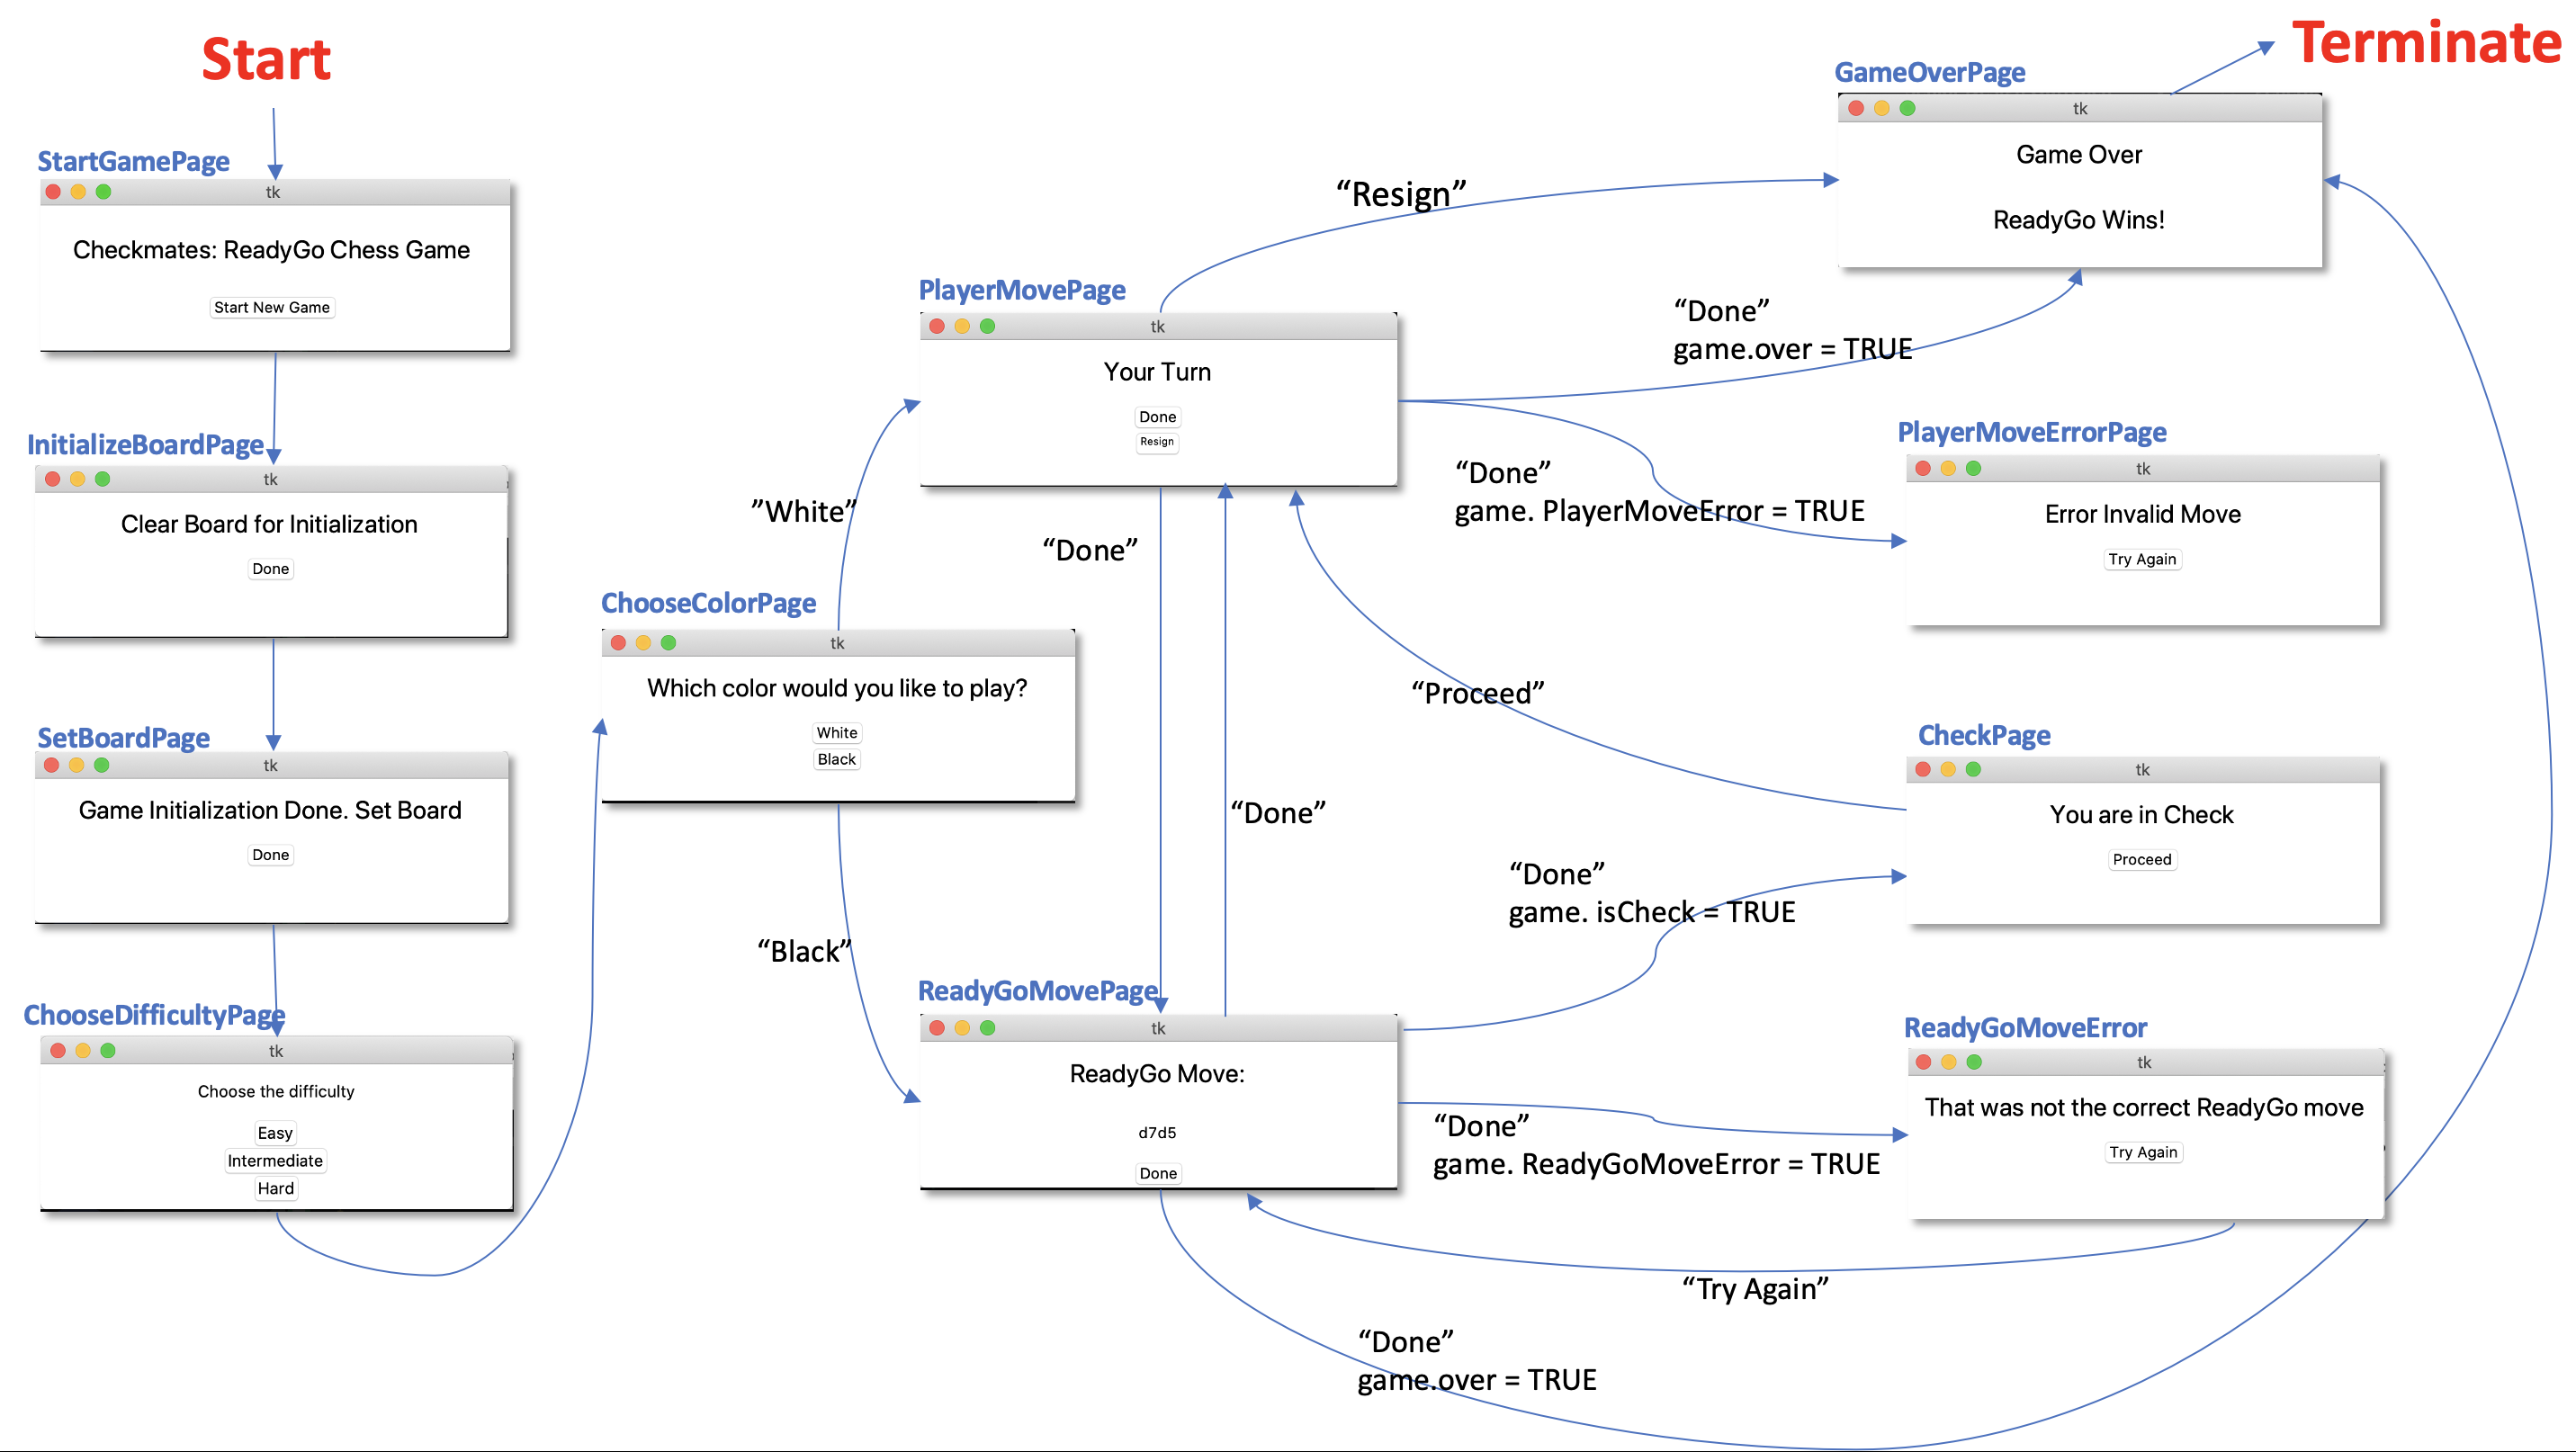 Start
StartGamePage
tk
Checkmates: ReadyGo Chess Game
Start New Game
InitializeBoardPage
tk
Clear Board for Initialization
Done
SetBoardPage
tk
Game Initialization Done. Set Board
Done
ChooseDifficultyPage
tk
Choose the difficulty
Easy
Intermediate
Hard
ChooseColorPage
tk
Which color would you like to play?
White
Black
”White”
“Black”
PlayerMovePage
tk
Your Turn
Done
Resign
“Resign”
“Done”
game.over = TRUE
“Done”
game. PlayerMoveError = TRUE
“Done”
“Done”
“Proceed”
ReadyGoMovePage
tk
ReadyGo Move:
d7d5
Done
“Done”
game. isCheck = TRUE
“Done”
game. ReadyGoMoveError = TRUE
“Try Again”
“Done”
game.over = TRUE
Terminate
GameOverPage
tk
Game Over
ReadyGo Wins!
PlayerMoveErrorPage
tk
Error Invalid Move
Try Again
CheckPage
tk
You are in Check
Proceed
ReadyGoMoveError
tk
That was not the correct ReadyGo move
Try Again